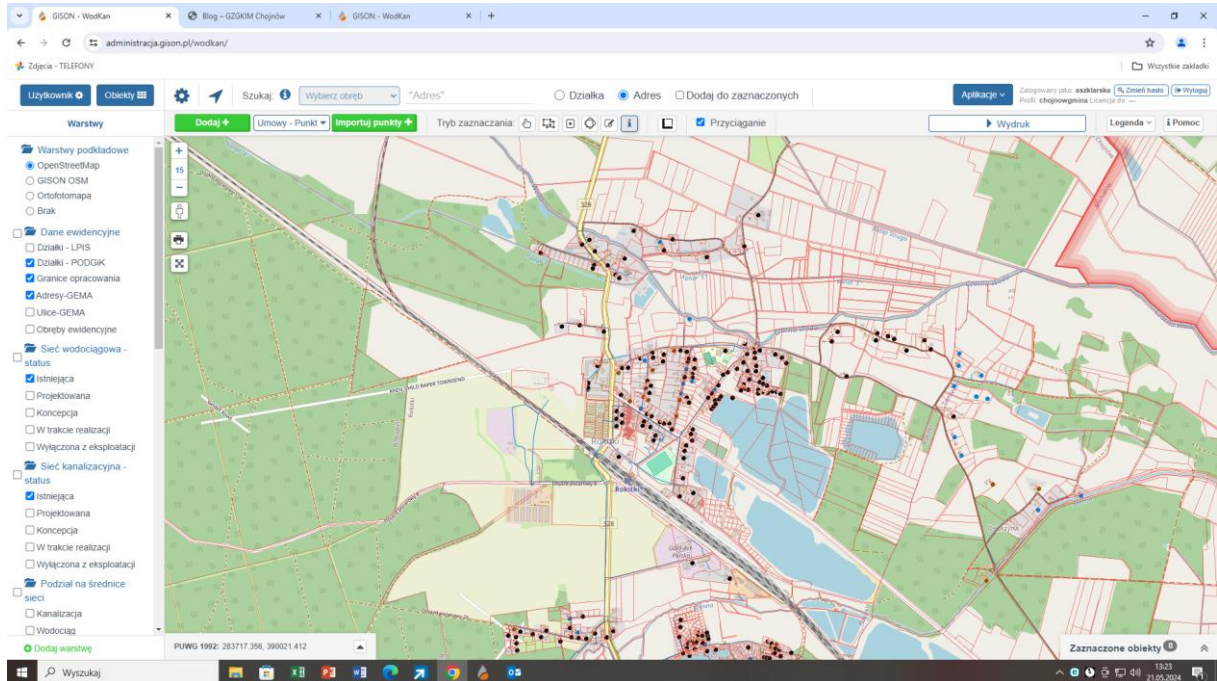 GISON - WodKan
Blog – GZGKIM Chojnów
GISON - WodKan
administracja.gison.pl/wodkan/
Zdjęcia - TELEFONY
Wszystkie zakładki
Użytkownik
Obiekty
Szukaj:
Wybierz obręb
"Adres"
Działka
Adres
Dodaj do zaznaczonych
Aplikacje
Zalogowany jako: aszklarska
Zmień hasło
Wyloguj
Profil: chojnowgmina Licencja do: ---
Warstwy
Dodaj +
Umowy - Punkt
Importuj punkty +
Tryb zaznaczania:
Przyciąganie
Wydruk
Legenda
Pomoc
Warstwy podkładowe
OpenStreetMap
GISON OSM
Ortofotomapa
Brak
Dane ewidencyjne
Działki - LPIS
Działki - PODGiK
Granice opracowania
Adresy-GEMA
Ulice-GEMA
Obręby ewidencyjne
Sieć wodociągowa -
status
Istniejąca
Projektowana
Koncepcja
W trakcie realizacji
Wyłączona z eksploatacji
Sieć kanalizacyjna -
status
Istniejąca
Projektowana
Koncepcja
W trakcie realizacji
Wyłączona z eksploatacji
Podział na średnice
sieci
Kanalizacja
Wodociąg
Dodaj warstwę
+
15
−
328
Rokitki
328
PUWG 1992: 283717.356, 390021.412
Zaznaczone obiekty 0
Wyszukaj
13:23
21.05.2024